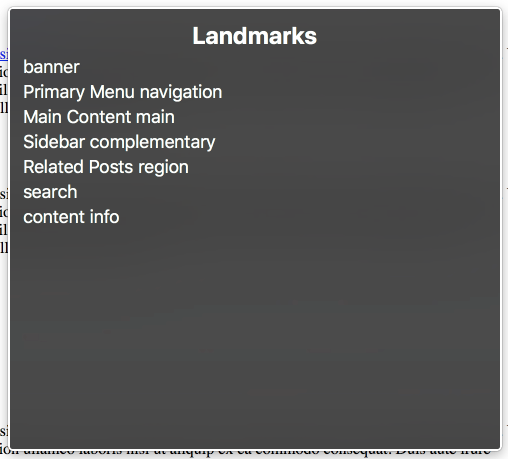 Landmarks
banner
Primary Menu navigation
Main Content main
Sidebar complementary
Related Posts region
search
content info